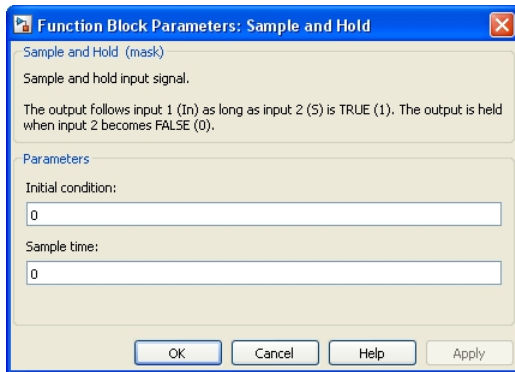 Function Block Parameters: Sample and Hold
Sample and Hold (mask)
Sample and hold input signal.
The output follows input 1 (In) as long as input 2 (S) is TRUE (1). The output is held
when input 2 becomes FALSE (0).
Parameters
Initial condition:
0
Sample time:
0
OK Cancel Help Apply